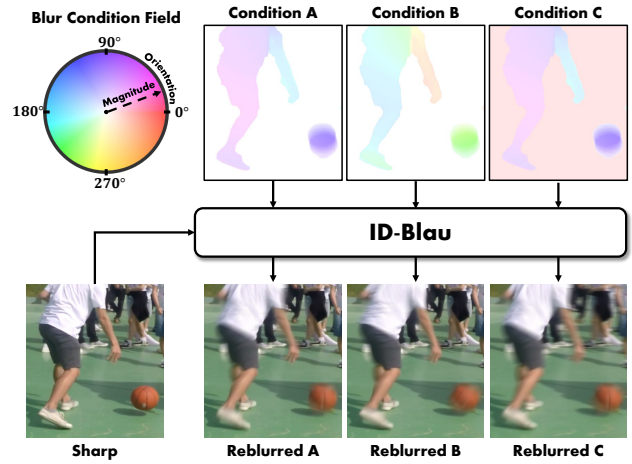 Blur Condition Field
Condition A
Condition B
Condition C
90°
Orientation
Magnitude
180°
0°
270°
ID-Blau
Sharp
Reblurred A
Reblurred B
Reblurred C